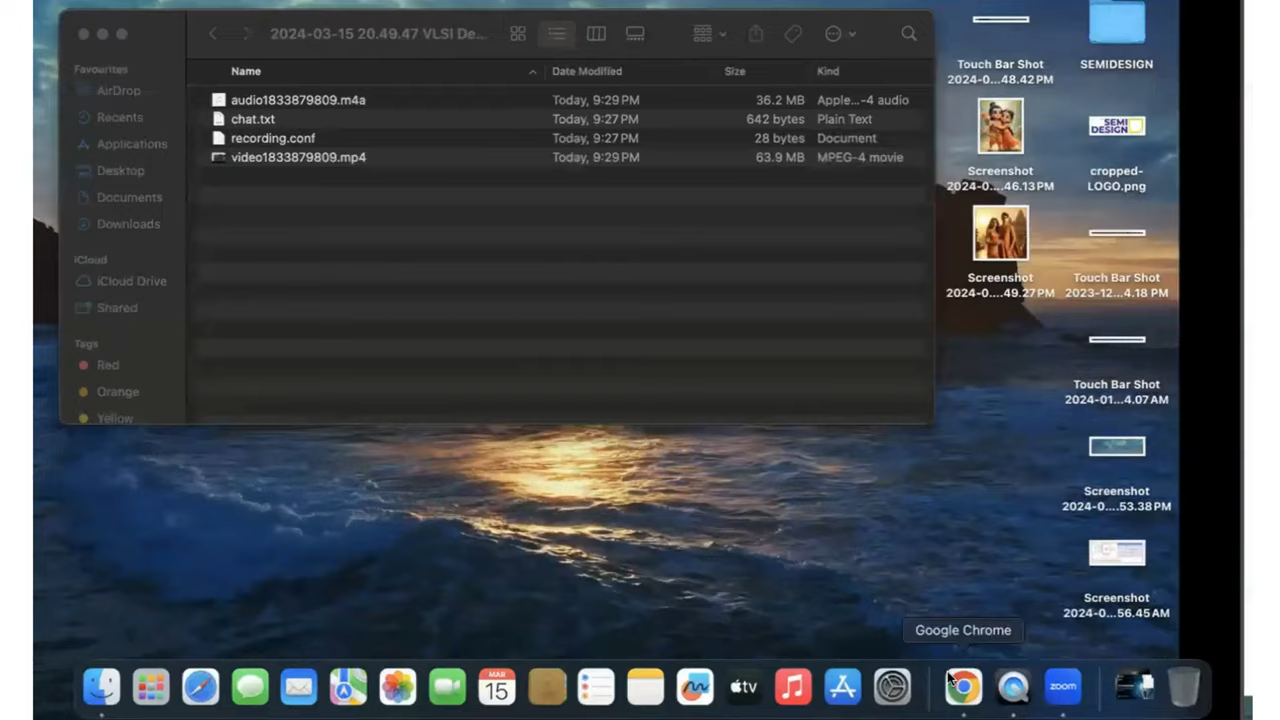 2024-03-15 20.49.47 VLSI De...
Favourites
AirDrop
Recents
Applications
Desktop
Documents
Downloads
iCloud
iCloud Drive
Shared
Tags
Red
Orange
Yellow
Name Date Modified Size Kind
audio1833879809.m4a Today, 9:29 PM 36.2 MB Apple...-4 audio
chat.txt Today, 9:27 PM 642 bytes Plain Text
recording.conf Today, 9:27 PM 28 bytes Document
video1833879809.mp4 Today, 9:29 PM 63.9 MB MPEG-4 movie
Touch Bar Shot
2024-0....48.42 PM
SEMIDESIGN
Screenshot
2024-0....46.13 PM
SEMI
DESIGN
cropped-
LOGO.png
Screenshot
2024-0....49.27 PM
Touch Bar Shot
2023-12...4.18 PM
Touch Bar Shot
2024-01...4.07 AM
Screenshot
2024-0....53.38 PM
Screenshot
2024-0....56.45 AM
Google Chrome
MAR
15
tv
zoom